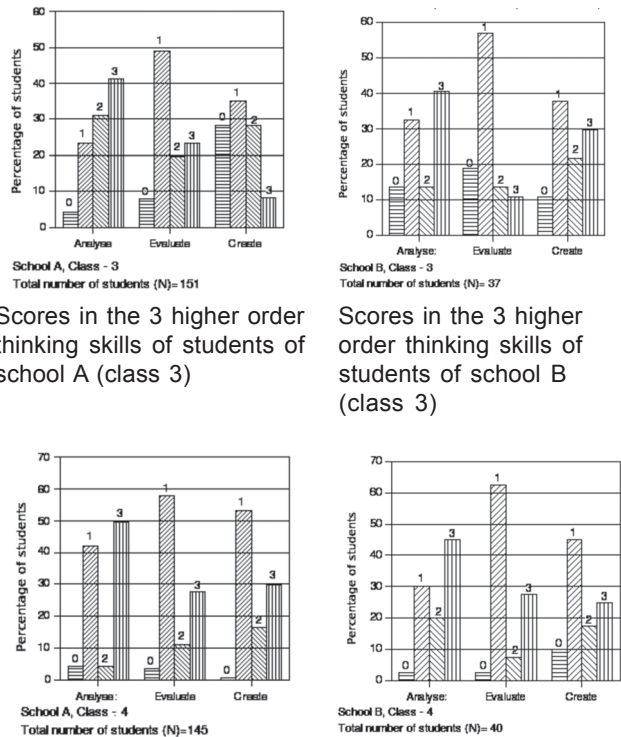 60
50
40
30
20
10
0
Percentage of students
0
1
2
3
1
0
2
3
0
1
2
3
Analyse
Evaluate
Create
School A, Class - 3
Total number of students (N)= 151
60
50
40
30
20
10
0
Percentage of students
0
1
2
3
0
1
2
3
0
1
2
3
Analyse:
Evaluate
Create
School B, Class - 3
Total number of students (N)= 37
Scores in the 3 higher order
thinking skills of students of
school A (class 3)
Scores in the 3 higher
order thinking skills of
students of school B
(class 3)
70
60
50
40
30
20
10
0
Percentage of students
0
1
2
3
0
1
2
3
0
1
2
3
Analyse:
Evaluate
Create
School A, Class - 4
Total number of students (N)=145
70
60
50
40
30
20
10
0
Percentage of students
0
1
2
3
0
1
2
3
0
1
2
3
Analyse:
Evaluate
Create
School B, Class - 4
Total number of students (N)= 40